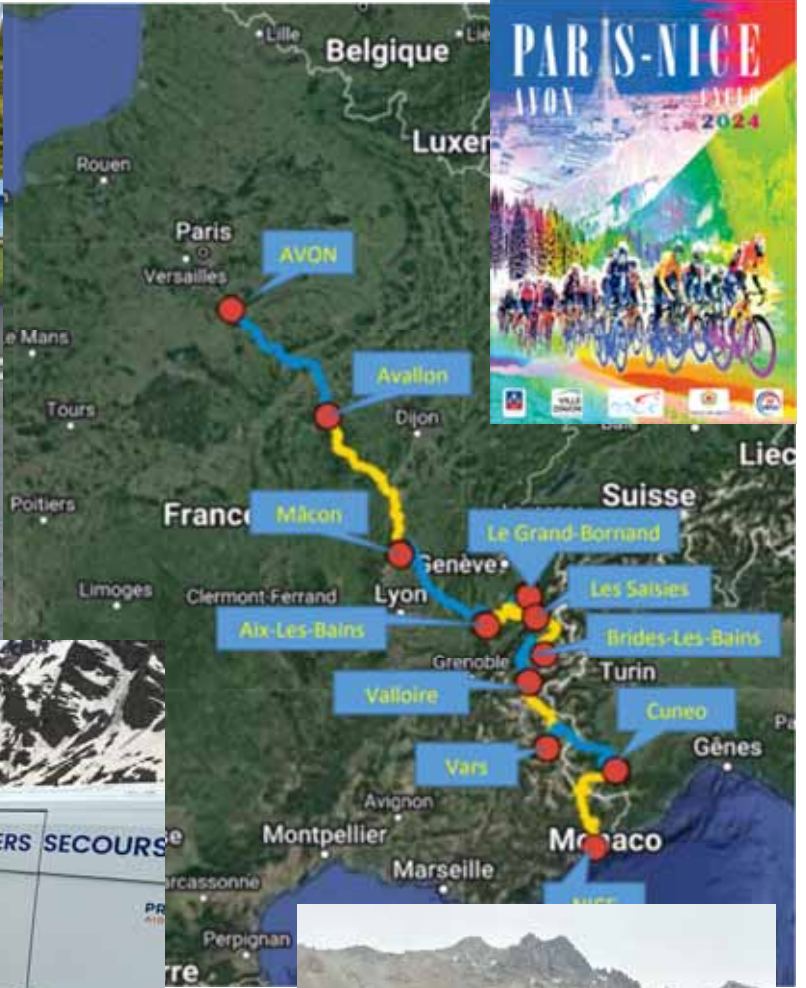 Lille
Belgique
PARIS-NICE
AVON CYCLO
2024
Rouen
Paris
Versailles
AVON
Le Mans
Avallon
Tours
Dijon
Poitiers
France
Suisse
Mâcon
Le Grand-Bornand
Genève
Limoges
Clermont-Ferrand
Lyon
Les Saisies
Aix-Les-Bains
Brides-Les-Bains
Grenoble
Turin
Valloire
Cuneo
Vars
Gênes
Avignon
Montpellier
Monaco
SECOURS
Marseille
NICE
Perpignan